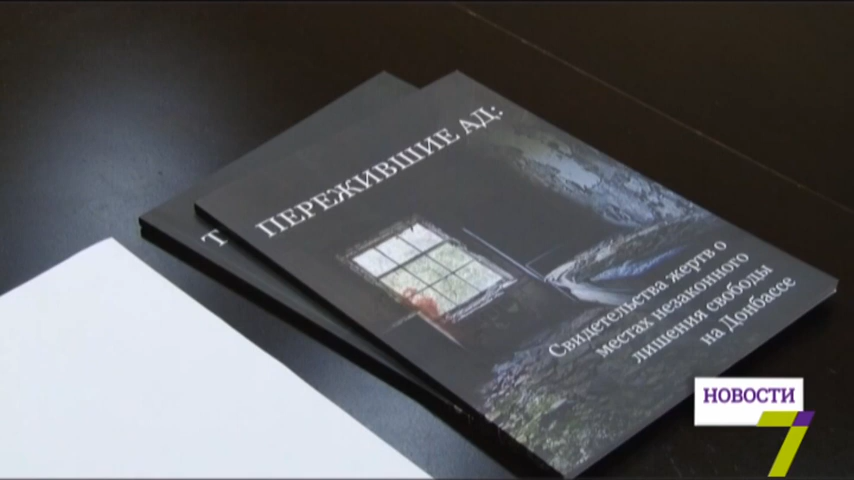 ПЕРЕЖИВШИЕ АД:
Т
Свидетельства жертв о
местах незаконного
лишения свободы
на Донбассе
НОВОСТИ
7